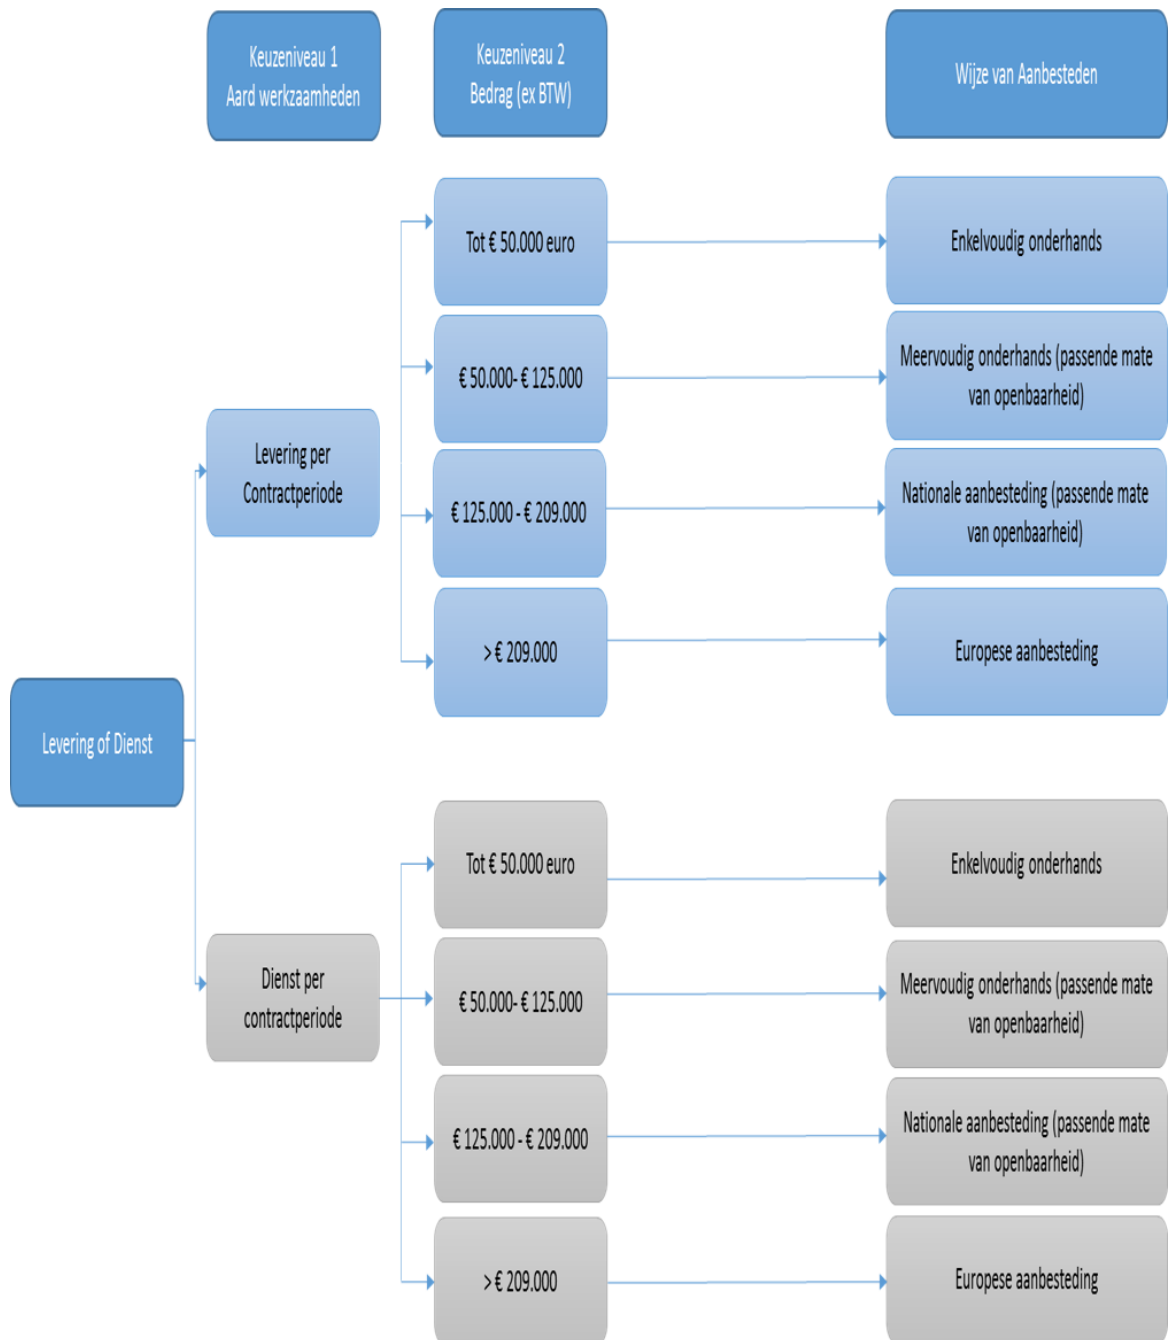 Keuzeniveau 1
Aard werkzaamheden
Keuzeniveau 2
Bedrag (ex BTW)
Wijze van Aanbesteden
Tot € 50.000 euro
Enkelvoudig onderhands
€ 50.000- € 125.000
Meervoudig onderhands (passende mate
van openbaarheid)
Levering per
Contractperiode
€ 125.000 - € 209.000
Nationale aanbesteding (passende mate
van openbaarheid)
> € 209.000
Europese aanbesteding
Levering of Dienst
Tot € 50.000 euro
Enkelvoudig onderhands
Dienst per
contractperiode
€ 50.000- € 125.000
Meervoudig onderhands (passende mate
van openbaarheid)
€ 125.000 - € 209.000
Nationale aanbesteding (passende mate
van openbaarheid)
> € 209.000
Europese aanbesteding